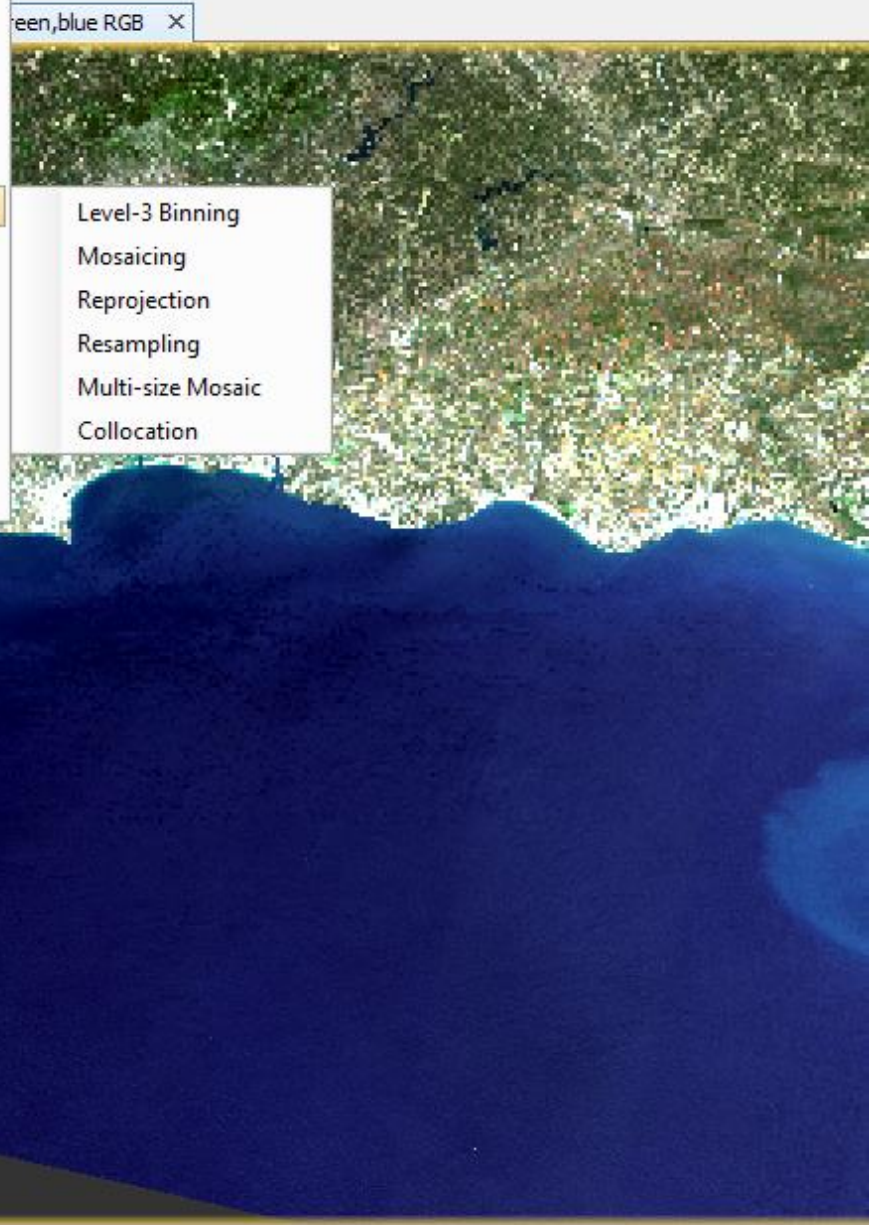 reen,blue RGB
Level-3 Binning
Mosaicing
Reprojection
Resampling
Multi-size Mosaic
Collocation